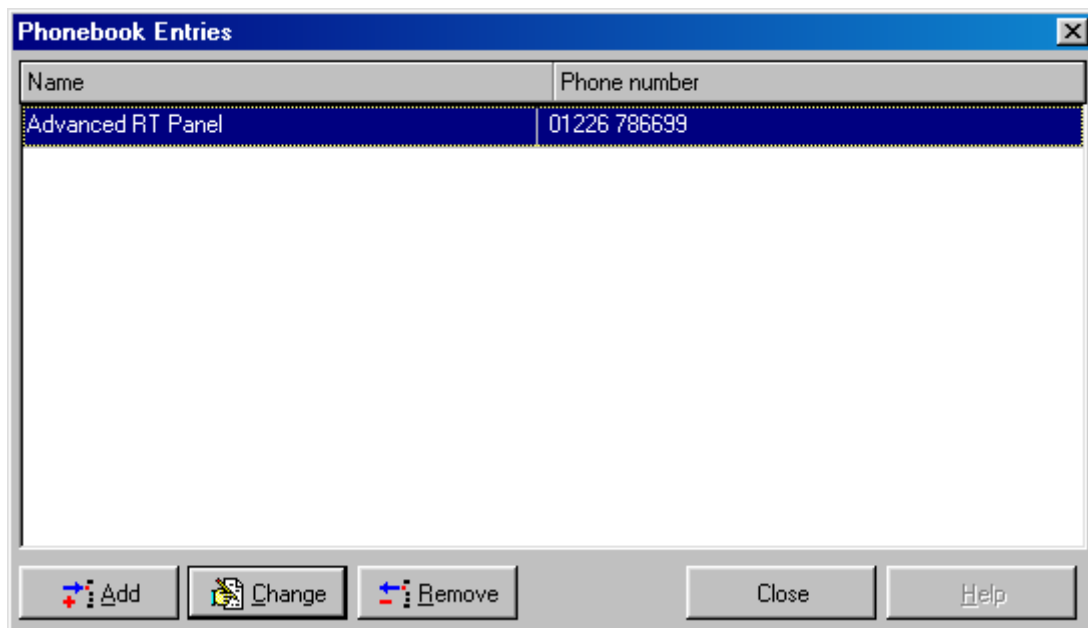 Phonebook Entries
Name Phone number
Advanced RT Panel 01226 786699
Add Change Remove Close Help